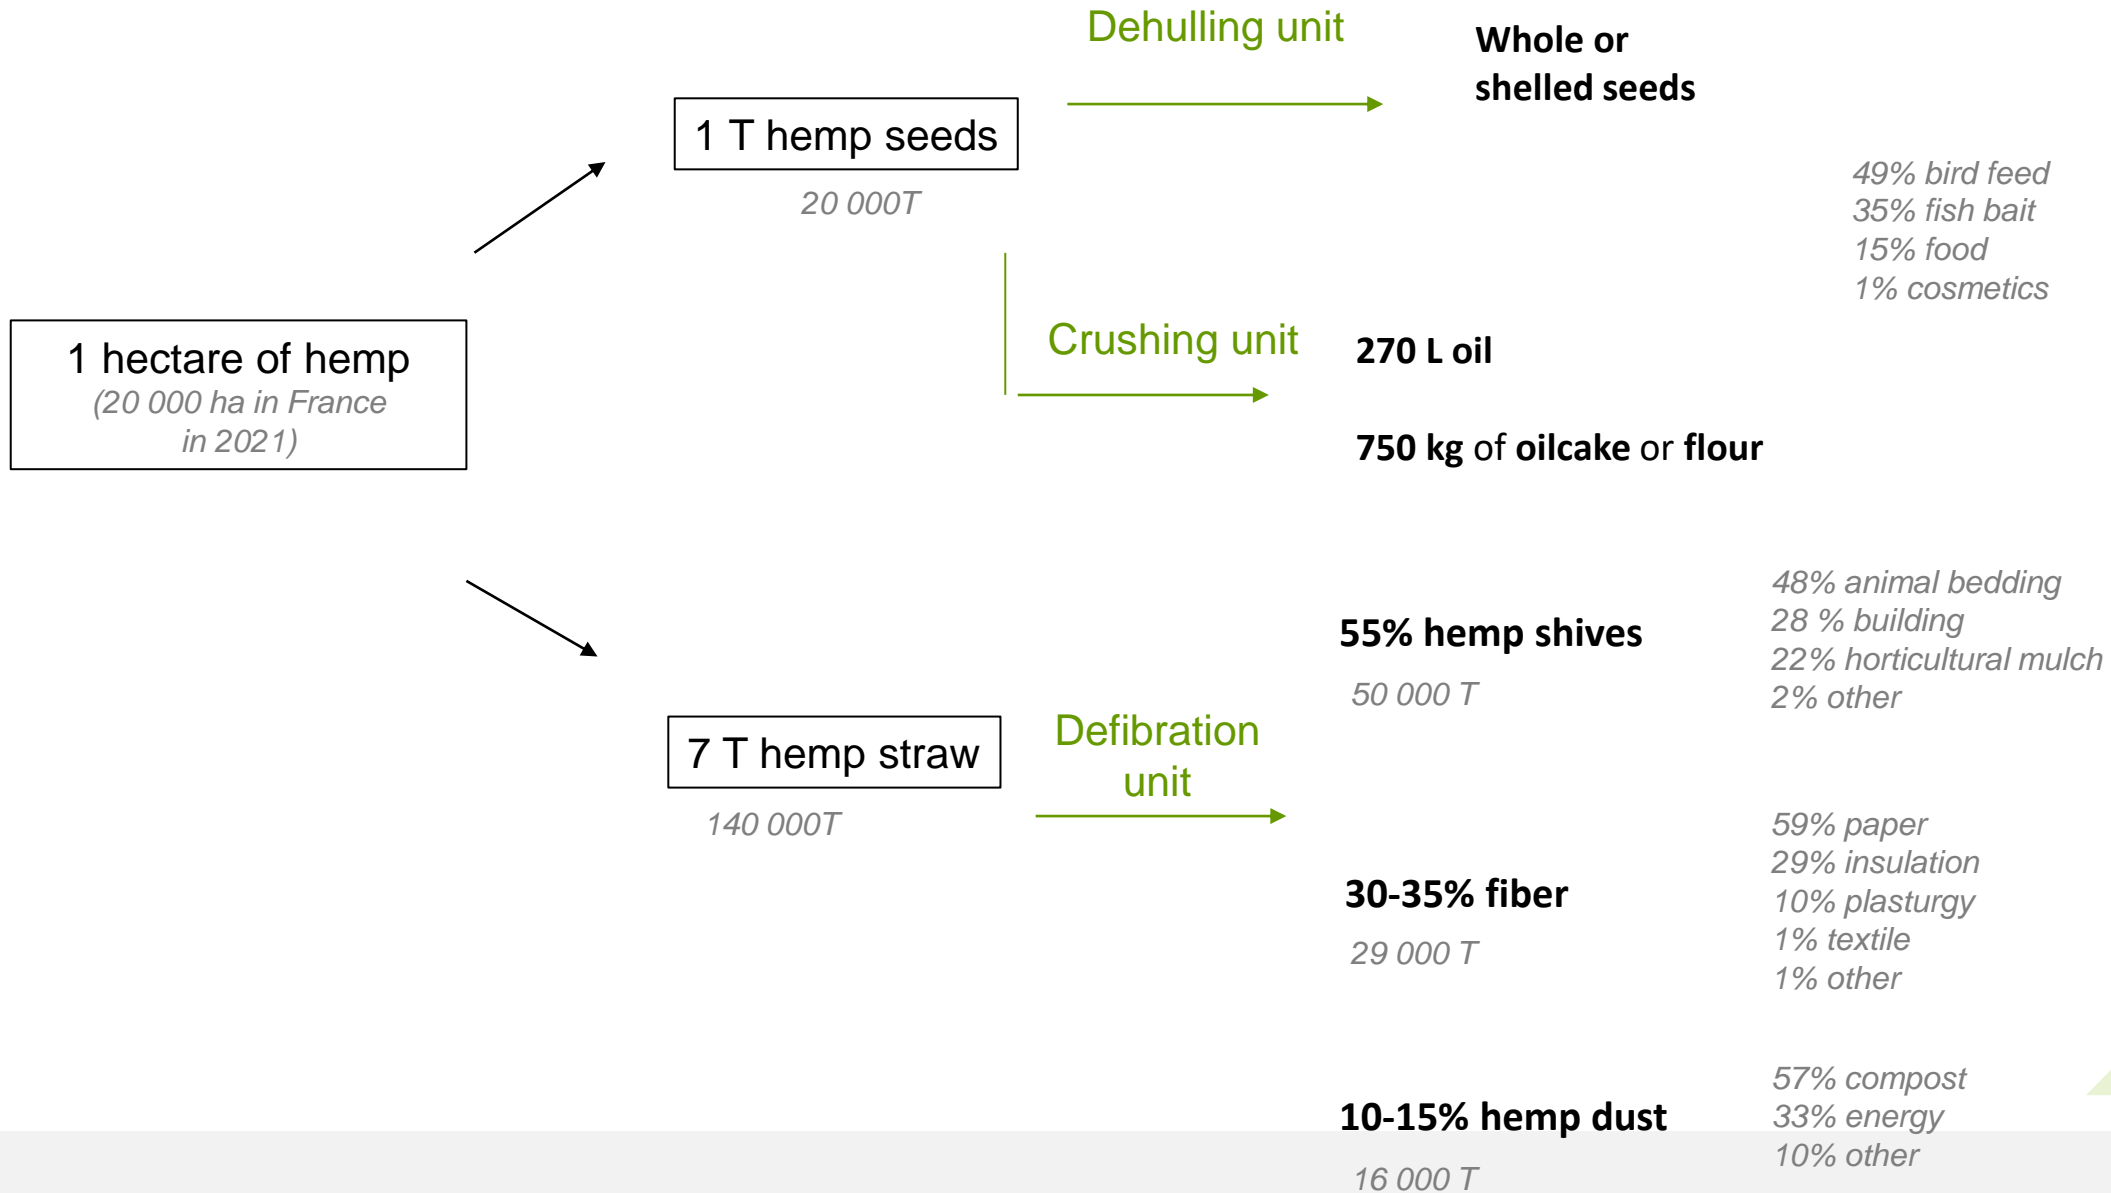 Dehulling unit
Whole or
shelled seeds
1 T hemp seeds
20 000T
49% bird feed
35% fish bait
15% food
1% cosmetics
1 hectare of hemp
(20 000 ha in France
in 2021)
Crushing unit
270 L oil
750 kg of oilcake or flour
55% hemp shives
50 000 T
48% animal bedding
28 % building
22% horticultural mulch
2% other
7 T hemp straw
140 000T
Defibration
unit
30-35% fiber
29 000 T
59% paper
29% insulation
10% plasturgy
1% textile
1% other
10-15% hemp dust
16 000 T
57% compost
33% energy
10% other